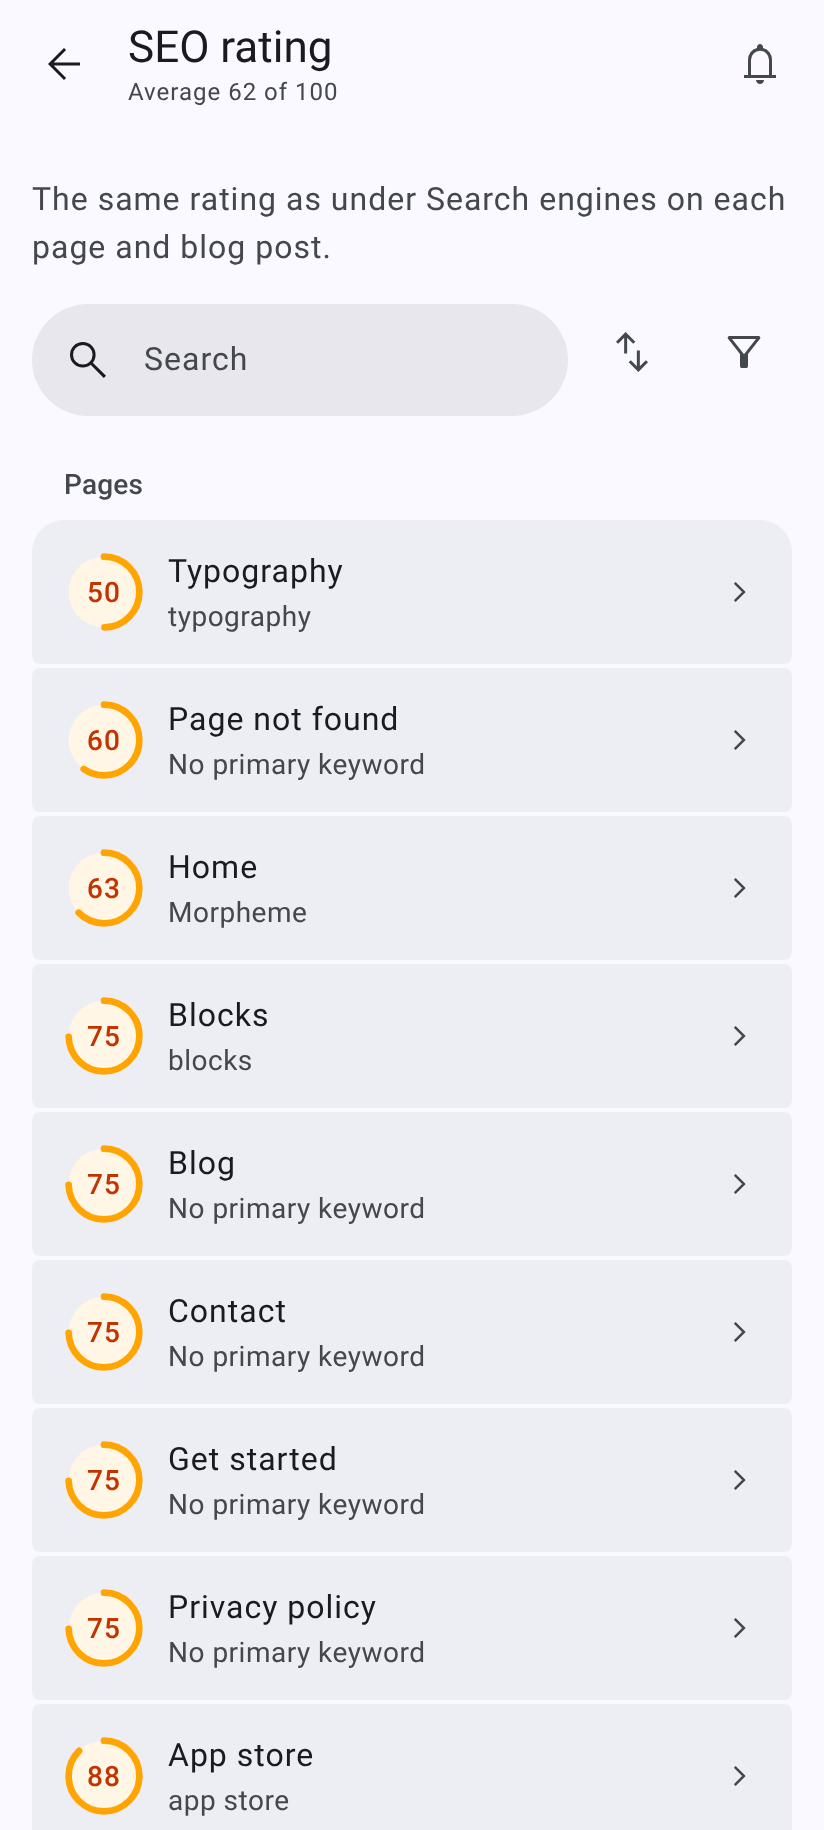 SEO rating
Average 62 of 100
The same rating as under Search engines on each
page and blog post.
Search
Pages
50
Typography
typography
60
Page not found
No primary keyword
63
Home
Morpheme
75
Blocks
blocks
75
Blog
No primary keyword
75
Contact
No primary keyword
75
Get started
No primary keyword
75
Privacy policy
No primary keyword
88
App store
app store